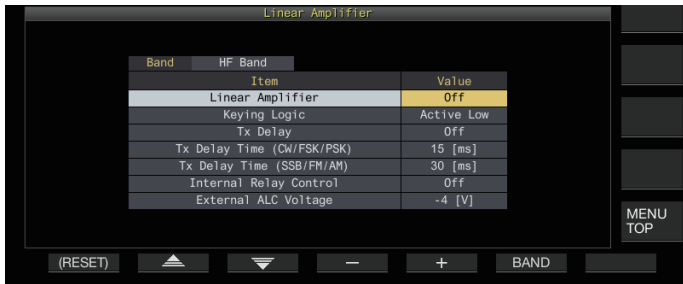 Linear Amplifier
Band HF Band
Item Value
Linear Amplifier Off
Keying Logic Active Low
Tx Delay Off
Tx Delay Time (CW/FSK/PSK) 15 [ms]
Tx Delay Time (SSB/FM/AM) 30 [ms]
Internal Relay Control Off
External ALC Voltage -4 [V]
MENU
TOP
(RESET) − + BAND